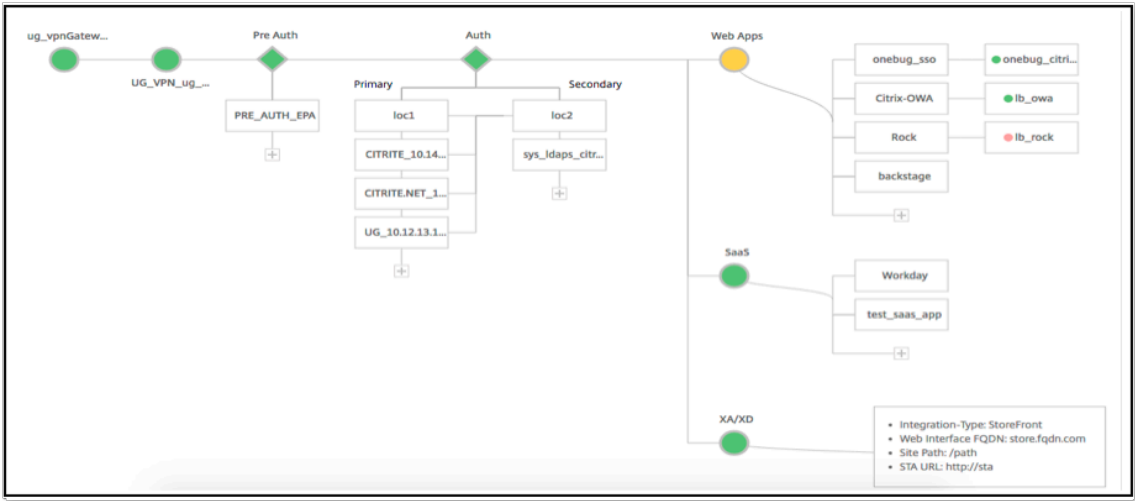 ug_vpnGatew...
UG_VPN_ug_...
Pre Auth
PRE_AUTH_EPA
Auth
Primary
Secondary
loc1
loc2
CITRITE_10.14...
sys_ldaps_citr...
CITRITE.NET_1...
UG_10.12.13.1...
Web Apps
onebug_sso
onebug_citri...
Citrix-OWA
lb_owa
Rock
lb_rock
backstage
SaaS
Workday
test_saas_app
XA/XD
• Integration-Type: StoreFront
• Web Interface FQDN: store.fqdn.com
• Site Path: /path
• STA URL: http://sta